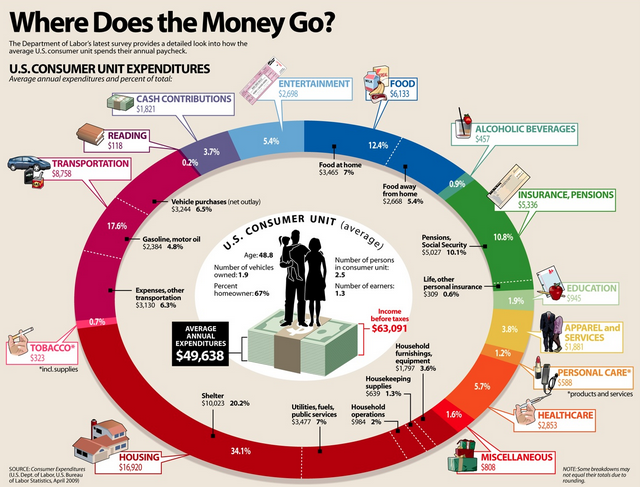 Where Does the Money Go?
The Department of Labor's latest survey provides a detailed look into how the
average U.S. consumer unit spends their annual paycheck.
U.S. CONSUMER UNIT EXPENDITURES
Average annual expenditures and percent of total:
ENTERTAINMENT
$2,698
FOOD
$6,133
CASH CONTRIBUTIONS
$1,821
ALCOHOLIC BEVERAGES
$457
READING
$118
TRANSPORTATION
$8,758
INSURANCE, PENSIONS
$5,336
EDUCATION
$945
APPAREL and
SERVICES
$1,881
PERSONAL CARE*
$588
*products and services
HEALTHCARE
$2,853
MISCELLANEOUS
$808
HOUSING
$16,920
TOBACCO*
$323
*incl. supplies
5.4%
12.4%
0.9%
10.8%
1.9%
3.8%
1.2%
5.7%
1.6%
34.1%
0.7%
17.6%
0.2%
3.7%
Food at home
$3,465 7%
Food away
from home
$2,668 5.4%
Vehicle purchases (net outlay)
$3,244 6.5%
Gasoline, motor oil
$2,384 4.8%
Expenses, other
transportation
$3,130 6.3%
Pensions,
Social Security
$5,027 10.1%
Life, other
personal insurance
$309 0.6%
U.S. CONSUMER UNIT (average)
Age: 48.8
Number of vehicles
owned: 1.9
Percent
homeowner: 67%
Number of persons
in consumer unit:
2.5
Number of earners:
1.3
Income
before taxes
$63,091
AVERAGE
ANNUAL
EXPENDITURES
$49,638
Household
furnishings,
equipment
$1,797 3.6%
Housekeeping
supplies
$639 1.3%
Household
operations
$984 2%
Utilities, fuels,
public services
$3,477 7%
Shelter
$10,023 20.2%
SOURCE: Consumer Expenditures
(U.S. Dept. of Labor, U.S. Bureau
of Labor Statistics, April 2009)
NOTE: Some breakdowns may
not equal their totals due to
rounding.